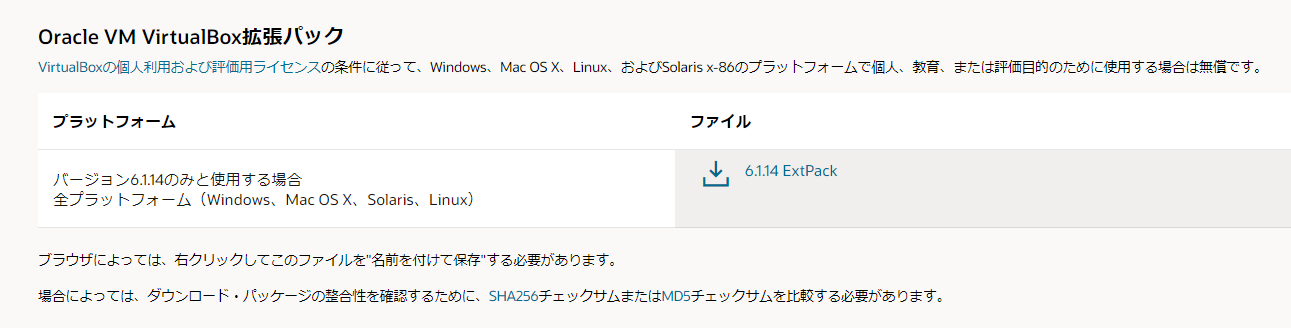 Oracle VM VirtualBox拡張パック
VirtualBoxの個人利用および評価用ライセンスの条件に従って、Windows、Mac OS X、Linux、およびSolaris x-86のプラットフォームで個人、教育、または評価目的のために使用する場合は無償です。
プラットフォーム
ファイル
バージョン6.1.14のみと使用する場合
全プラットフォーム（Windows、Mac OS X、Solaris、Linux）
6.1.14 ExtPack
ブラウザによっては、右クリックしてこのファイルを"名前を付けて保存"する必要があります。
場合によっては、ダウンロード・パッケージの整合性を確認するために、SHA256チェックサムまたはMD5チェックサムを比較する必要があります。